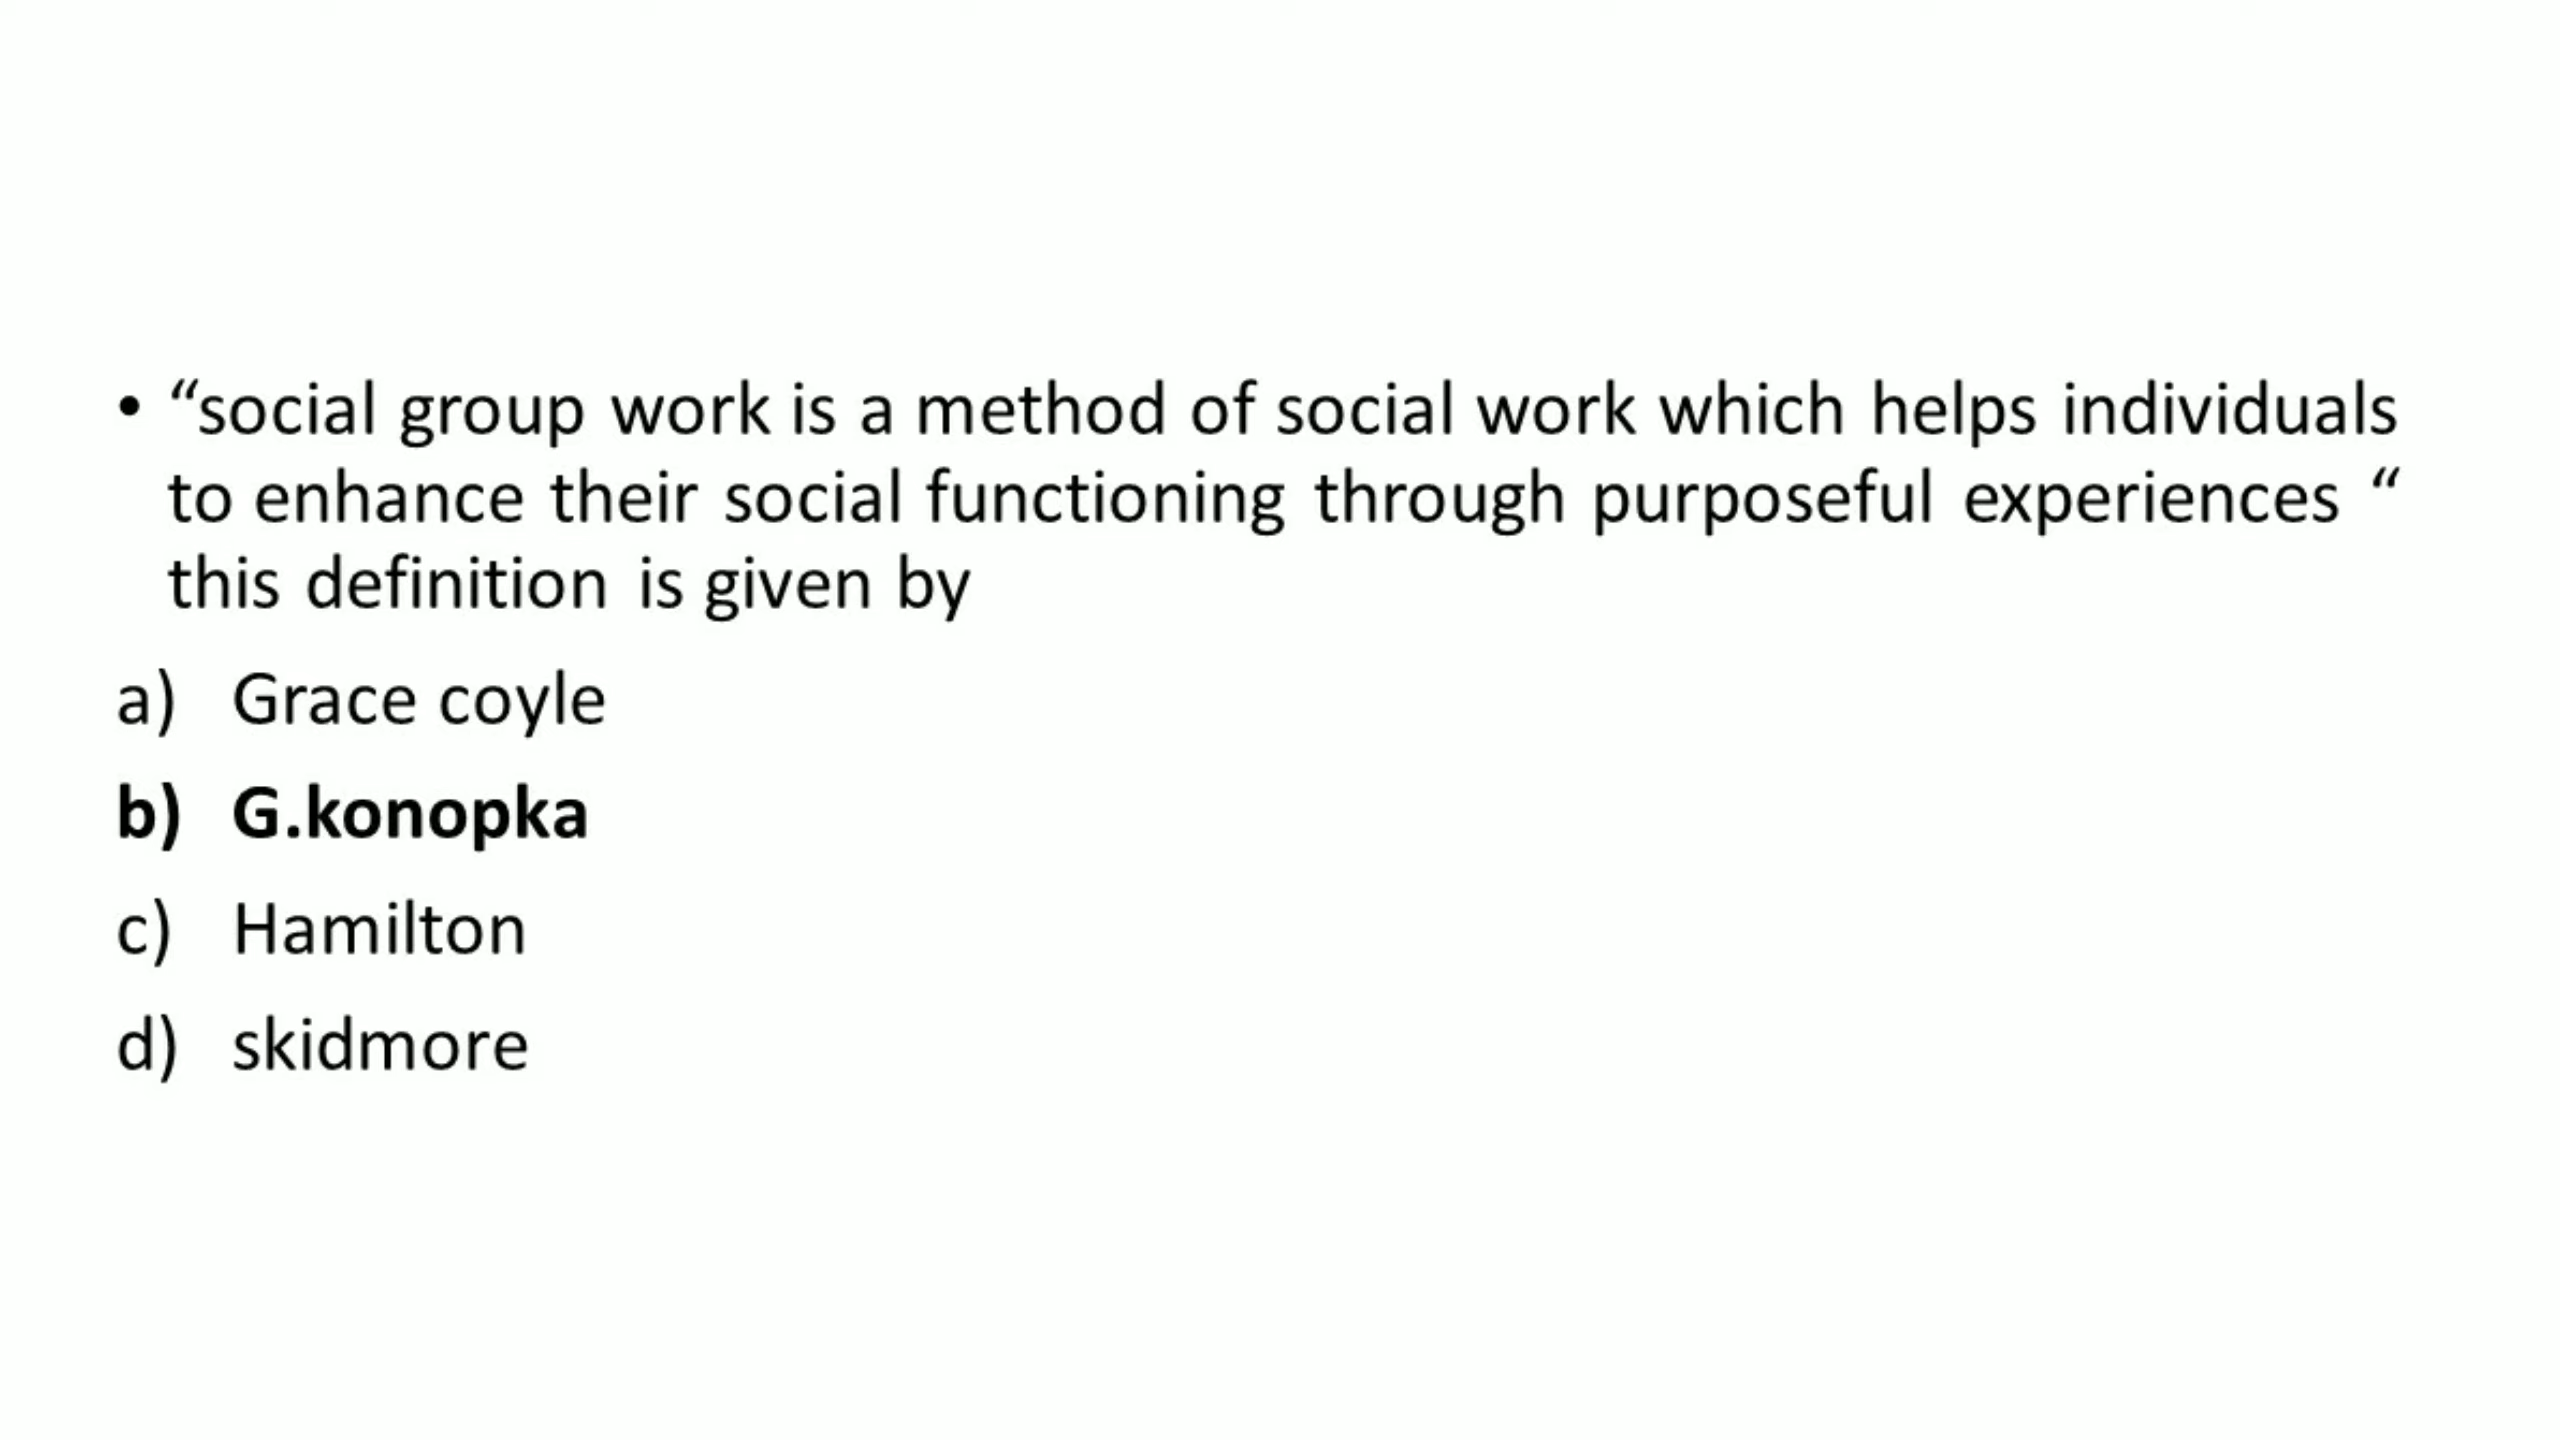 • “social group work is a method of social work which helps individuals
to enhance their social functioning through purposeful experiences “
this definition is given by
a) Grace coyle
b) G.konopka
c) Hamilton
d) skidmore